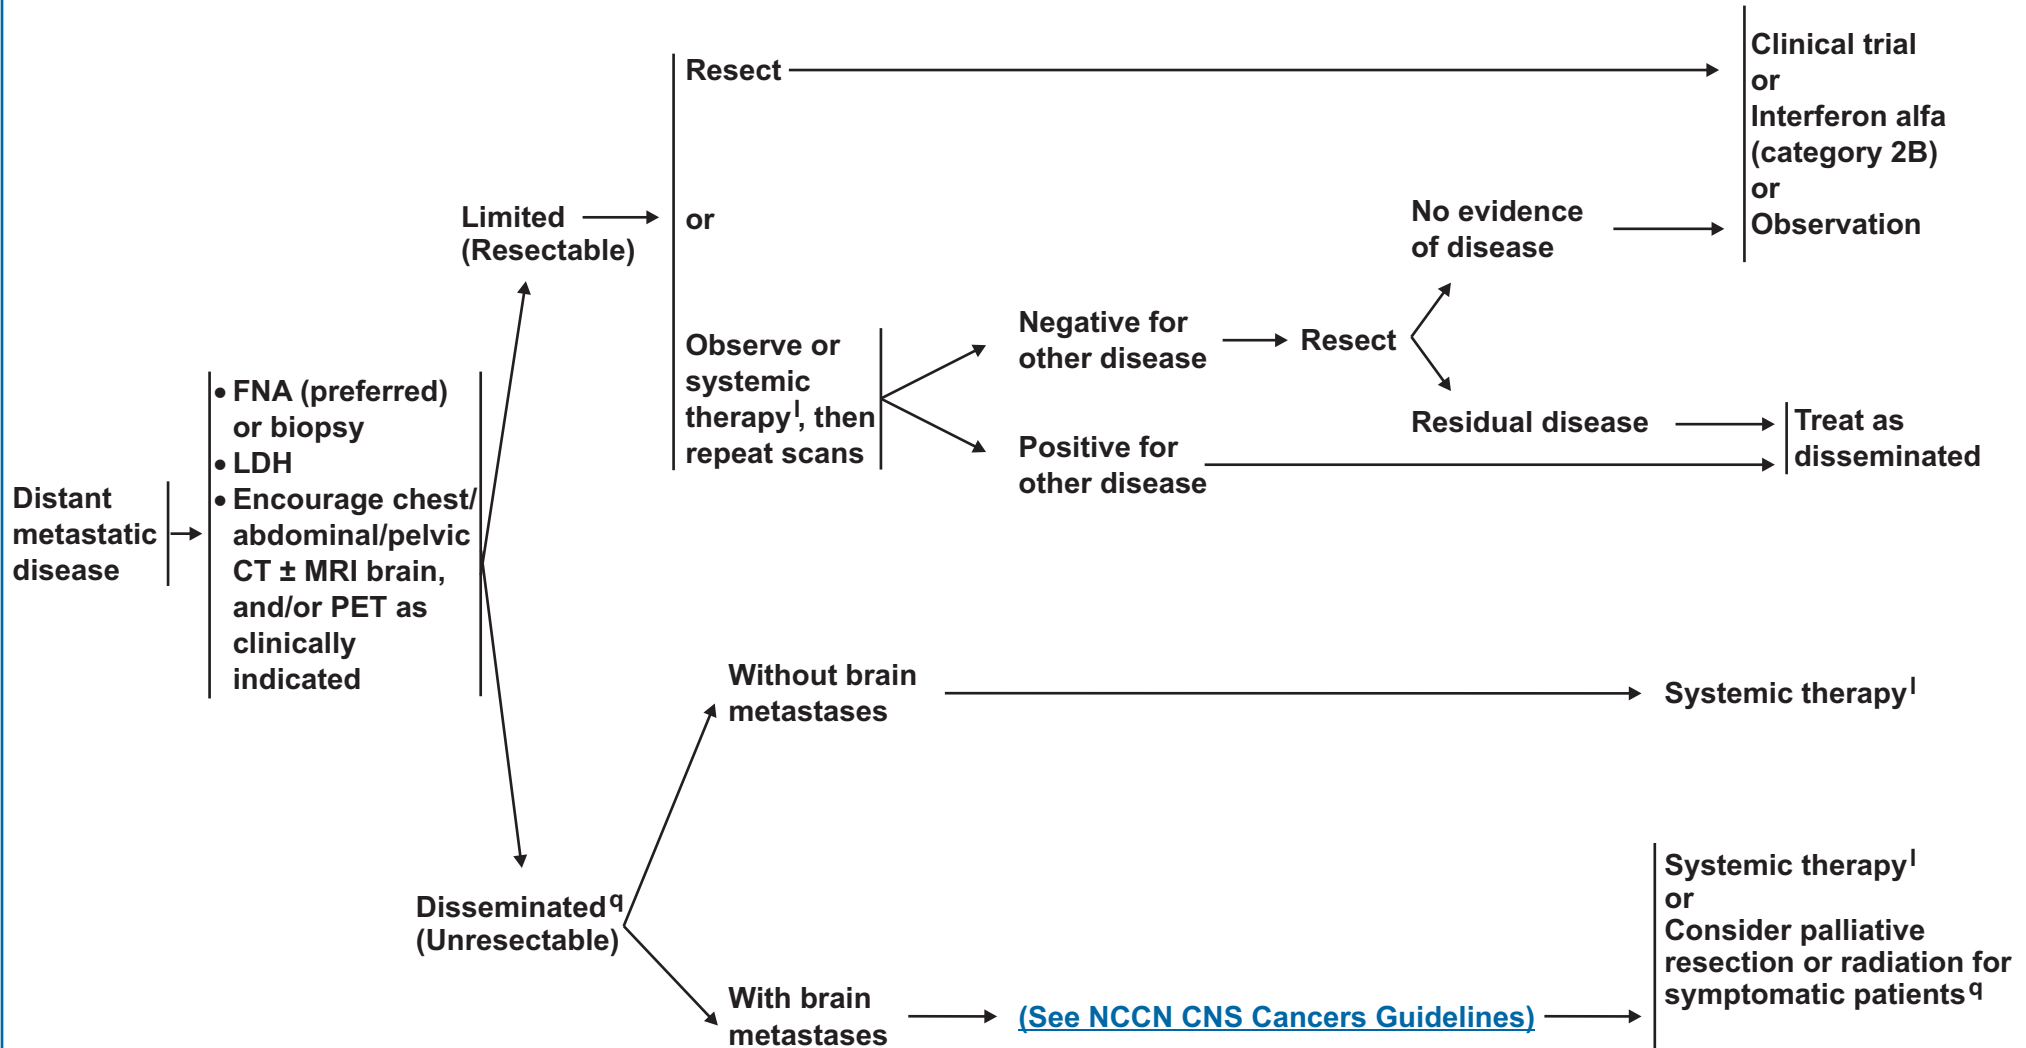 Distant
metastatic
disease
• FNA (preferred)
or biopsy
• LDH
• Encourage chest/
abdominal/pelvic
CT ± MRI brain,
and/or PET as
clinically
indicated
Limited
(Resectable)
Resect
or
Observe or
systemic
therapyˡ, then
repeat scans
Negative for
other disease
Positive for
other disease
Resect
No evidence
of disease
Residual disease
Clinical trial
or
Interferon alfa
(category 2B)
or
Observation
Treat as
disseminated
Disseminated q
(Unresectable)
Without brain
metastases
Systemic therapyˡ
With brain
metastases
(See NCCN CNS Cancers Guidelines)
Systemic therapyˡ
or
Consider palliative
resection or radiation for
symptomatic patients q